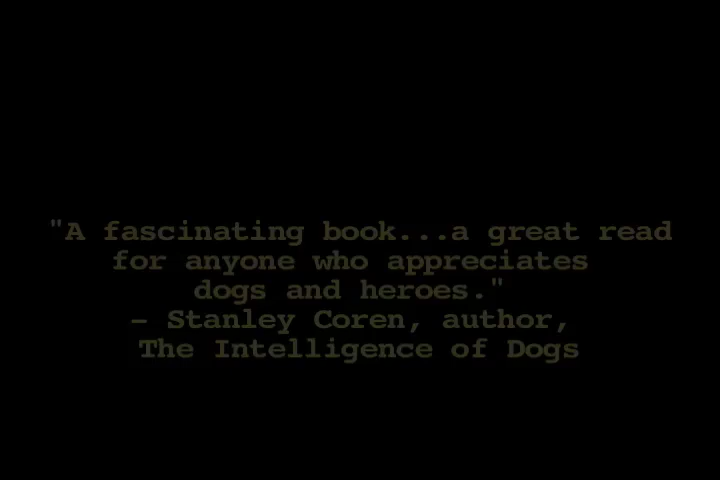 "A fascinating book...a great read
for anyone who appreciates
dogs and heroes."
– Stanley Coren, author,
The Intelligence of Dogs